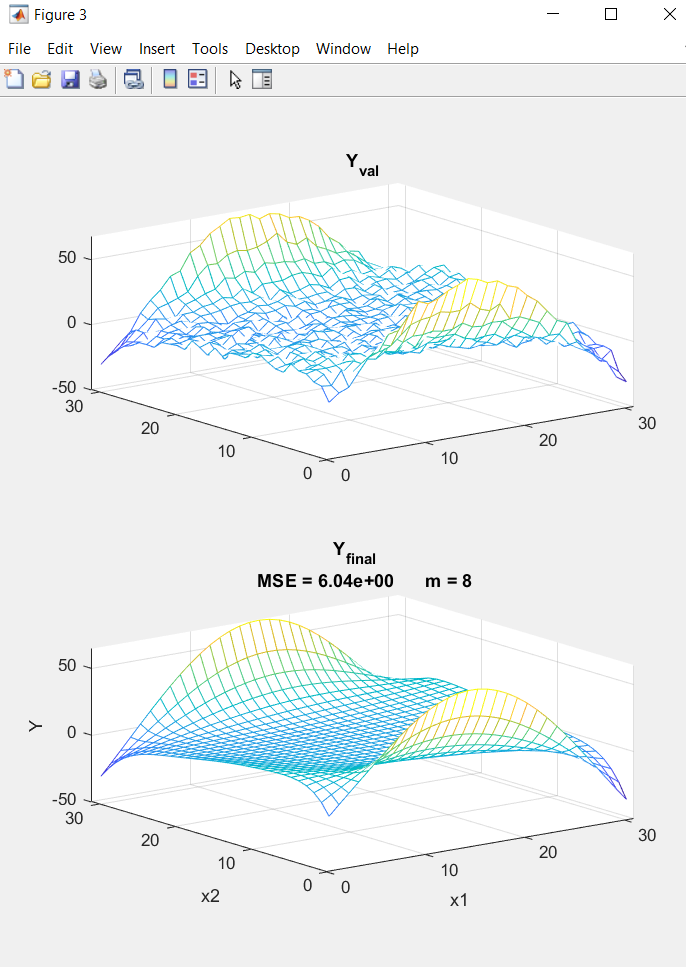 Figure 3
File Edit View Insert Tools Desktop Window Help
Y_val
50
0
-50
30
20
10
0
0
10
20
30
Y_final
MSE = 6.04e+00 m = 8
Y
50
0
-50
30
20
10
0
0
10
20
30
x2
x1